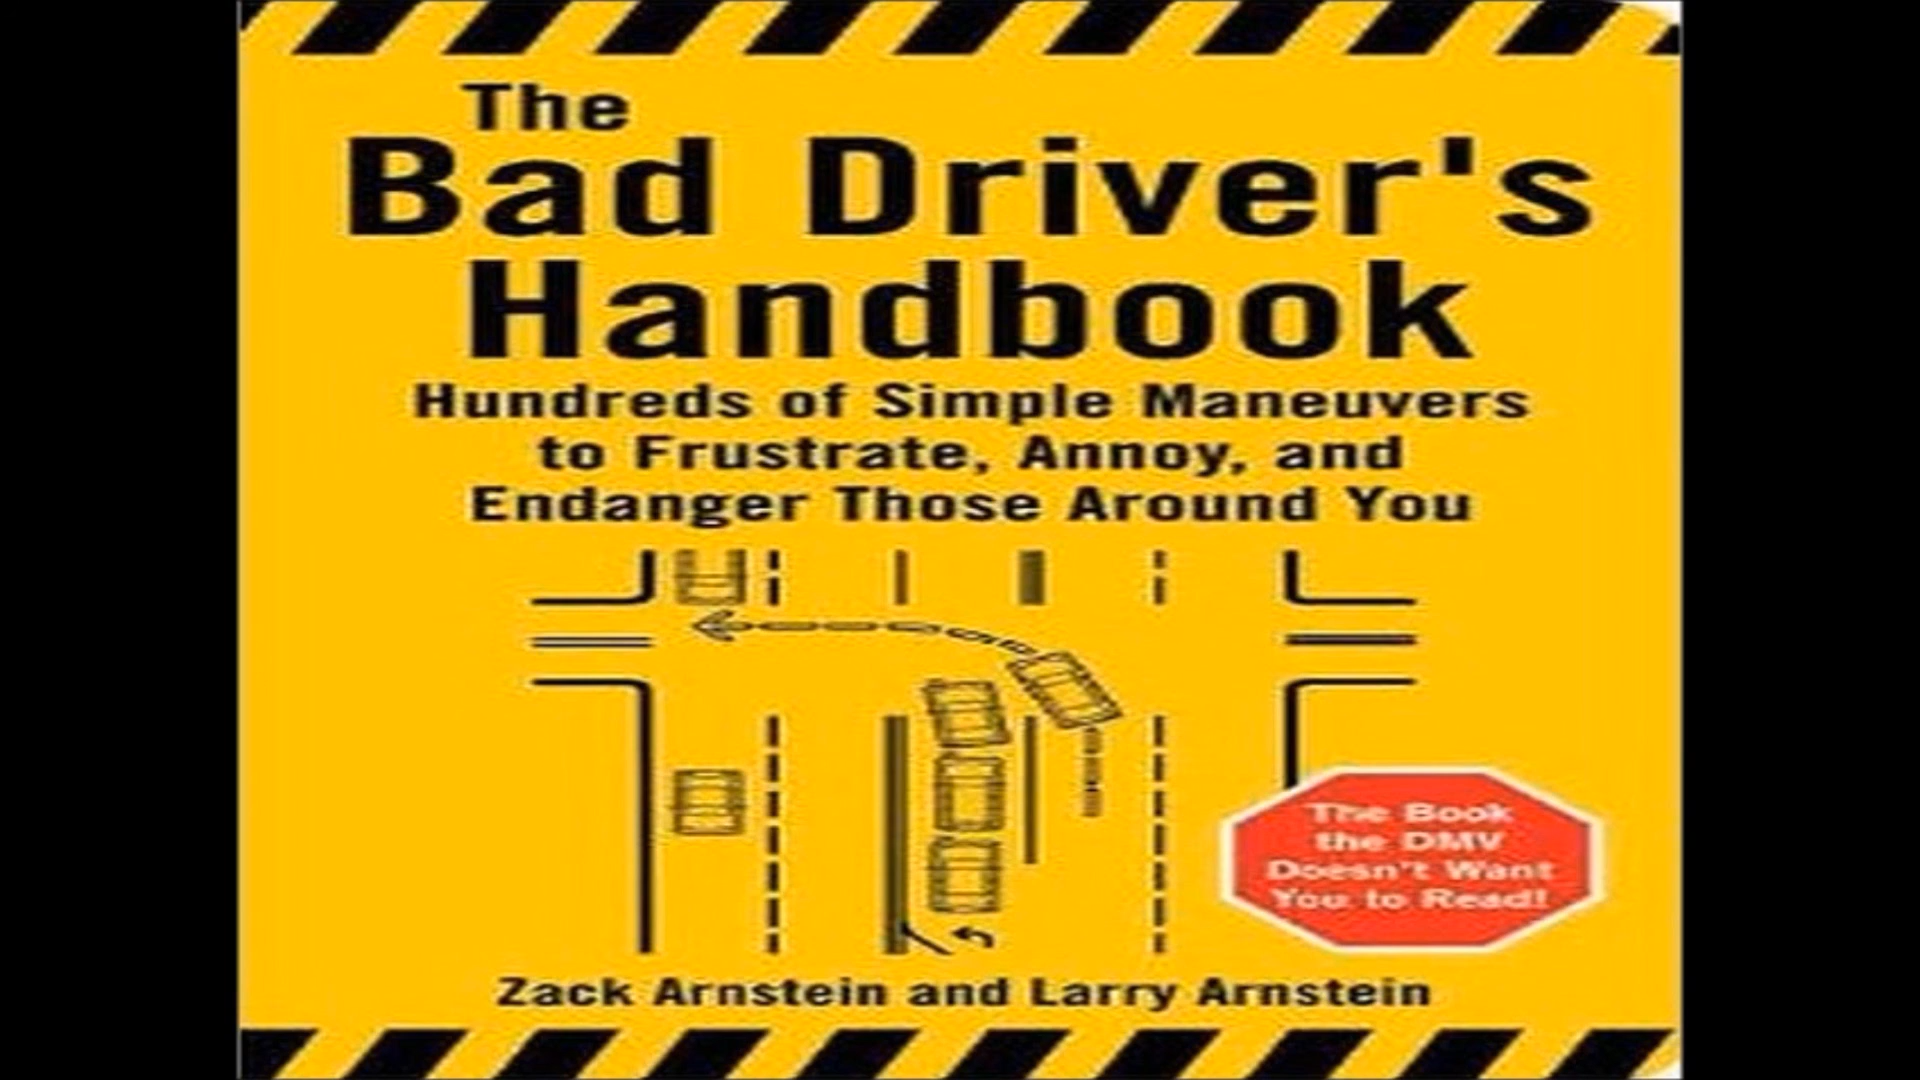 The
Bad Driver's
Handbook
Hundreds of Simple Maneuvers
to Frustrate, Annoy, and
Endanger Those Around You
The Book
the DMV
Doesn't Want
You to Read!
Zack Arnstein and Larry Arnstein